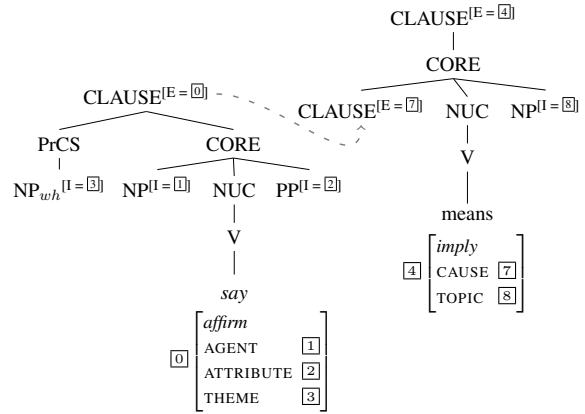 CLAUSE[E = 4]
CORE
CLAUSE[E = 0]
CLAUSE[E = 7] NUC NP[I = 8]
PrCS CORE
V
NPwh[I = 3] NP[I = 1] NUC PP[I = 2]
means
V
4 imply
CAUSE 7
TOPIC 8
say
0 affirm
AGENT 1
ATTRIBUTE 2
THEME 3